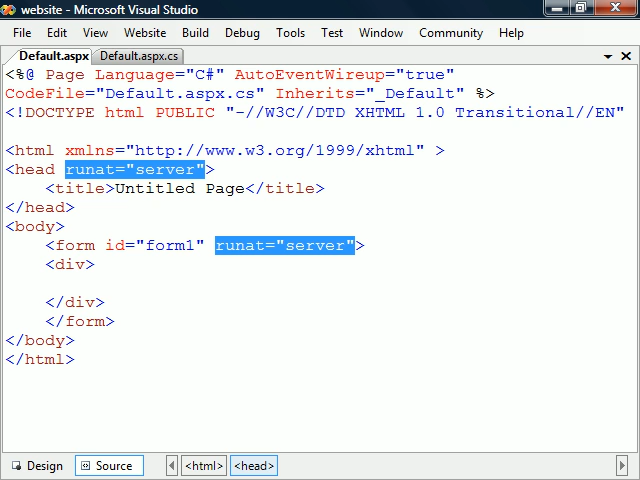 website - Microsoft Visual Studio
File Edit View Website Build Debug Tools Test Window Community Help
Default.aspx Default.aspx.cs
<%@ Page Language="C#" AutoEventWireup="true"
CodeFile="Default.aspx.cs" Inherits="_Default" %>
<!DOCTYPE html PUBLIC "-//W3C//DTD XHTML 1.0 Transitional//EN"
<html xmlns="http://www.w3.org/1999/xhtml" >
<head runat="server">
<title>Untitled Page</title>
</head>
<body>
<form id="form1" runat="server">
<div>
</div>
</form>
</body>
</html>
Design Source <html> <head>